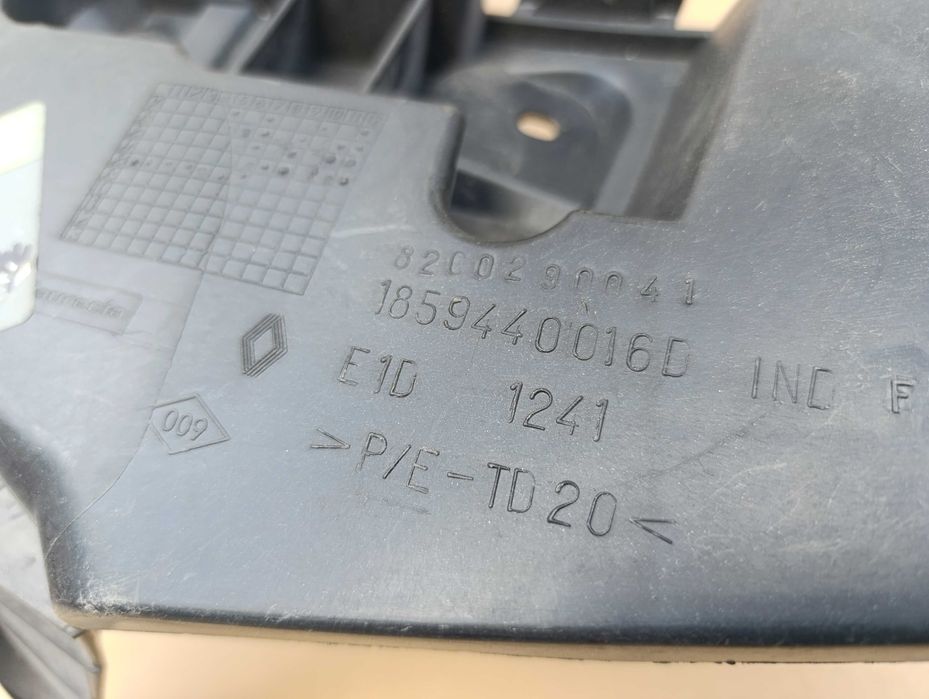 8200290041
1859440016D IND F
E1D 1241
009
>P/E-TD20<